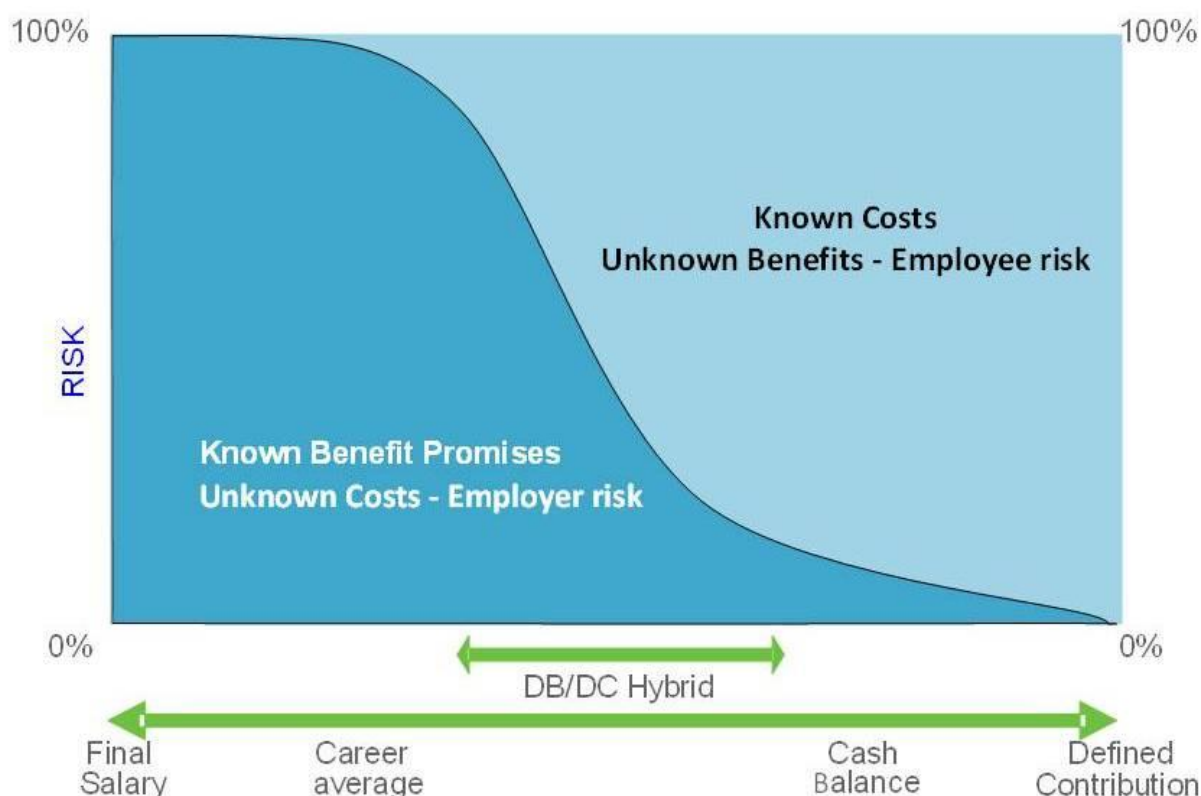 100%
100%
Known Costs
Unknown Benefits - Employee risk
RISK
Known Benefit Promises
Unknown Costs - Employer risk
0%
0%
DB/DC Hybrid
Final
Salary
Career
average
Cash
Balance
Defined
Contribution